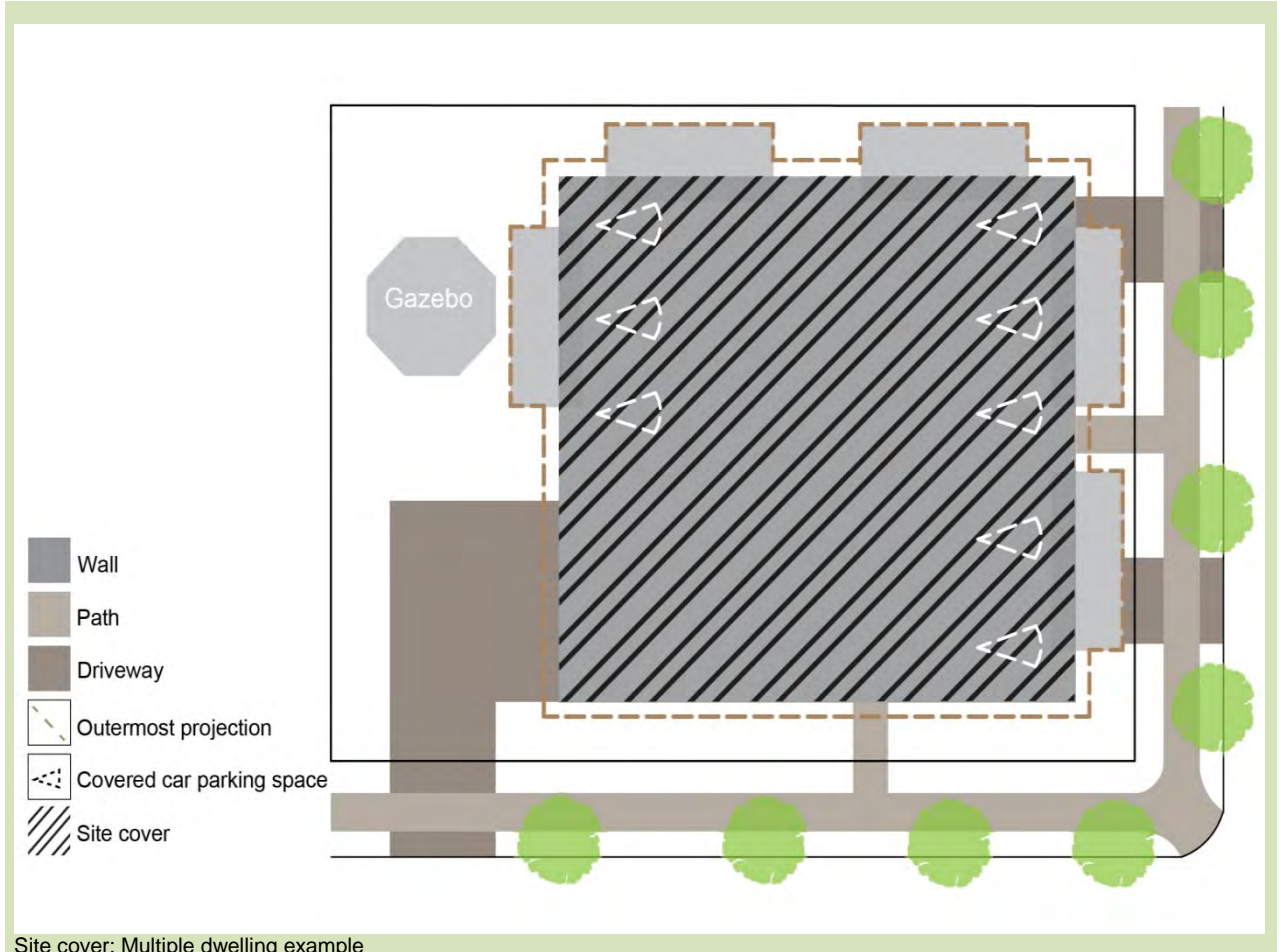 Gazebo
Wall
Path
Driveway
Outermost projection
Covered car parking space
Site cover
Site cover: Multiple dwelling example